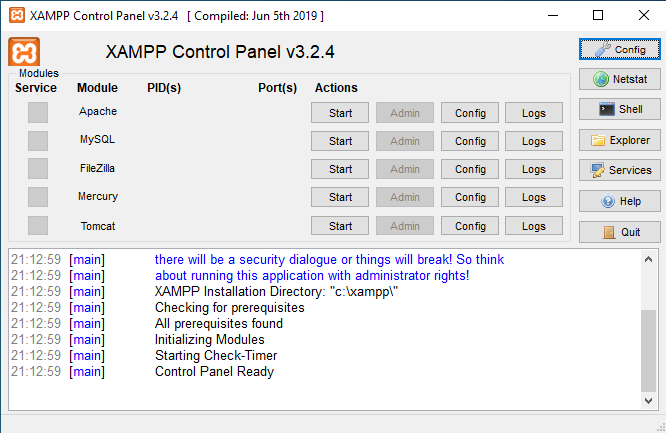 XAMPP Control Panel v3.2.4 [ Compiled: Jun 5th 2019 ]
XAMPP Control Panel v3.2.4
Config
Modules
Netstat
Service Module PID(s) Port(s) Actions
Apache Start Admin Config Logs
Shell
MySQL Start Admin Config Logs
Explorer
FileZilla Start Admin Config Logs
Services
Mercury Start Admin Config Logs
Help
Tomcat Start Admin Config Logs
Quit
21:12:59 [main] there will be a security dialogue or things will break! So think
21:12:59 [main] about running this application with administrator rights!
21:12:59 [main] XAMPP Installation Directory: "c:\xampp\"
21:12:59 [main] Checking for prerequisites
21:12:59 [main] All prerequisites found
21:12:59 [main] Initializing Modules
21:12:59 [main] Starting Check-Timer
21:12:59 [main] Control Panel Ready